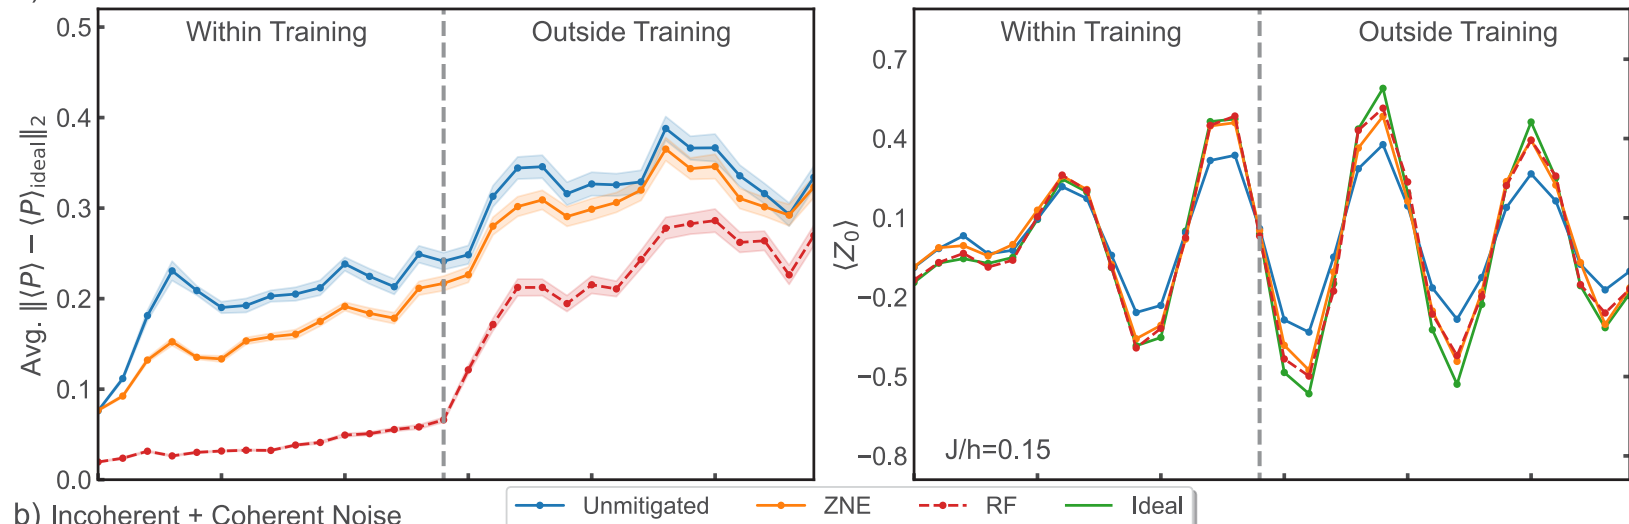 Within Training
Outside Training
0.5
0.4
0.3
0.2
0.1
0.0
Avg. ∥⟨P⟩ − ⟨P⟩ideal∥2
Within Training
Outside Training
0.7
0.4
0.1
−0.2
−0.5
−0.8
⟨Z0⟩
J/h=0.15
Unmitigated ZNE RF Ideal
b) Incoherent + Coherent Noise